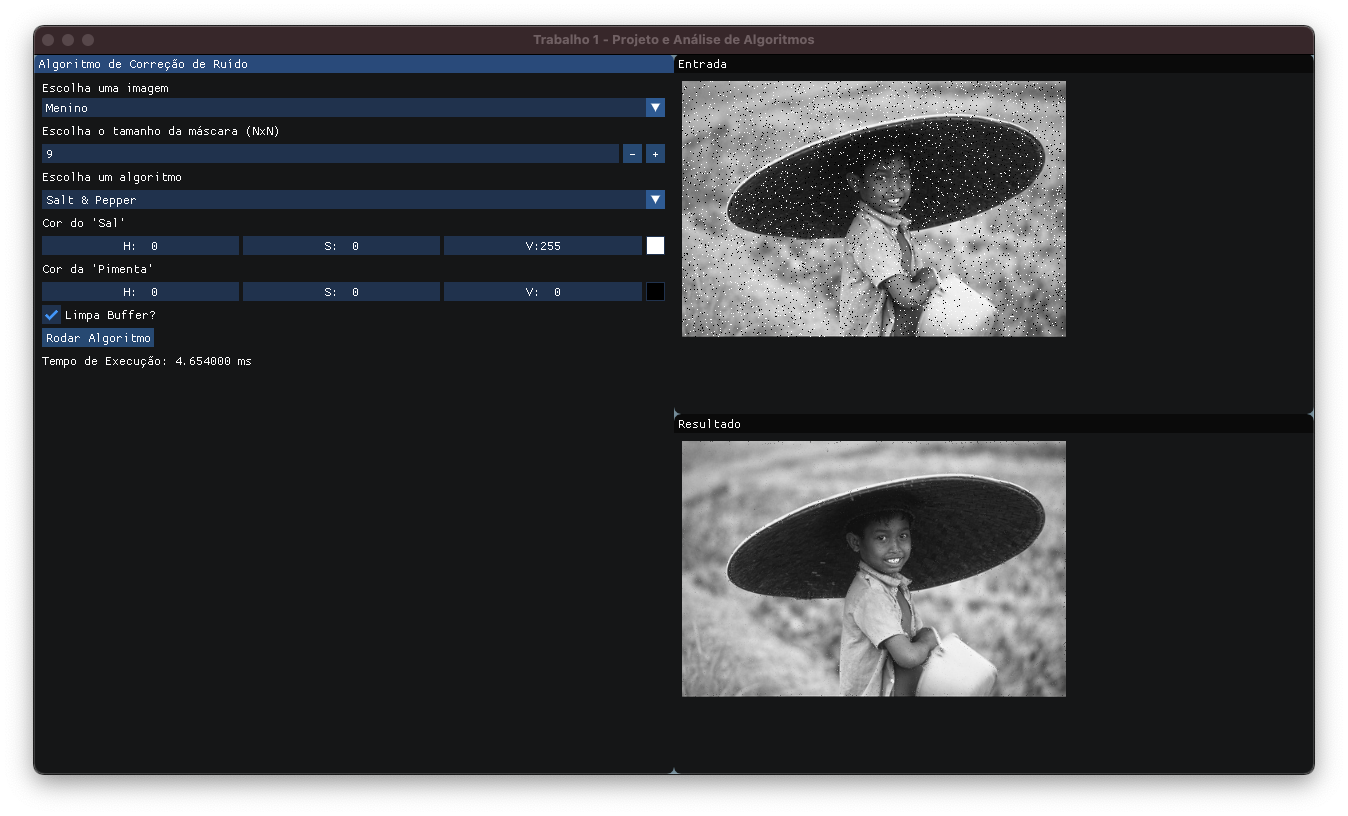 Trabalho 1 - Projeto e Análise de Algoritmos
Algoritmo de Correção de Ruído
Escolha uma imagem
Menino
Escolha o tamanho da máscara (NxN)
9
- +
Escolha um algoritmo
Salt & Pepper
Cor do 'Sal'
H: 0 S: 0 V:255
Cor da 'Pimenta'
H: 0 S: 0 V: 0
Limpa Buffer?
Rodar Algoritmo
Tempo de Execução: 4.654000 ms
Entrada
Resultado